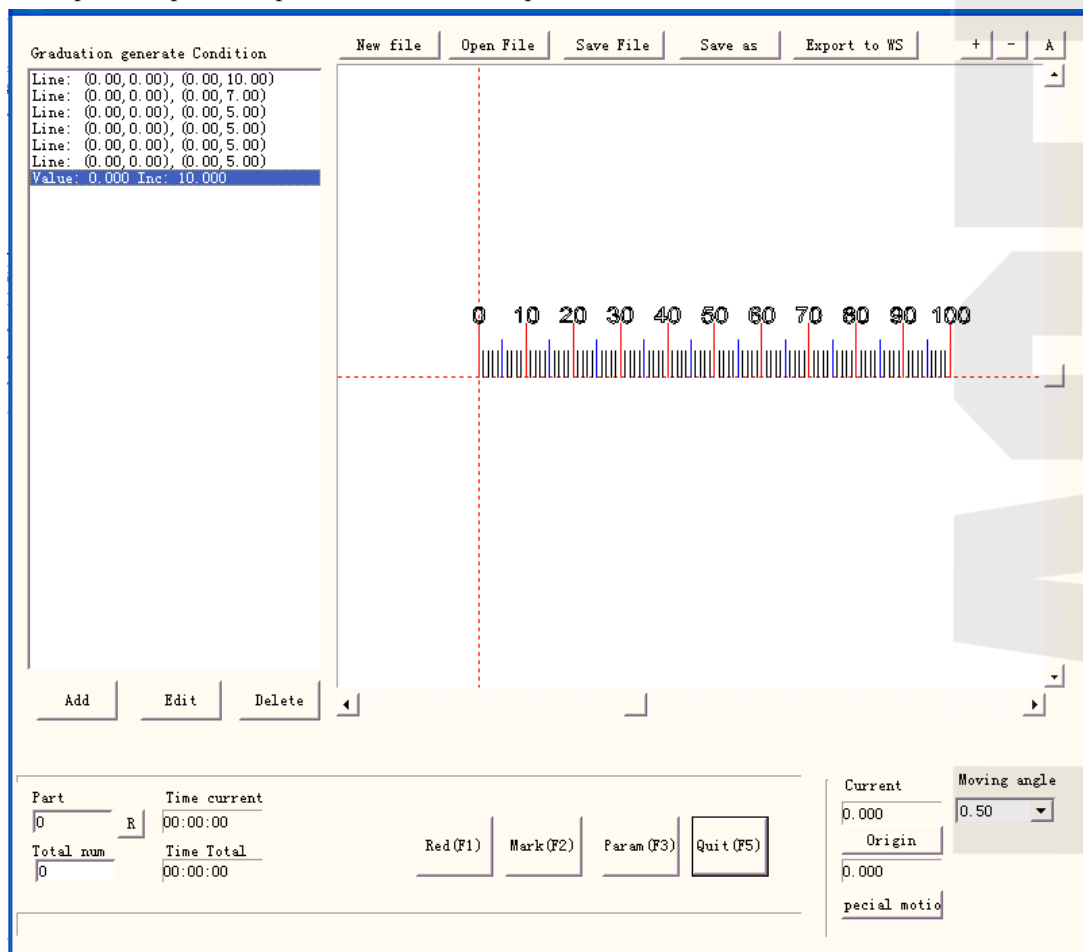 Graduation generate Condition
New file Open File Save File Save as Export to WS + - A
Line: (0.00,0.00), (0.00,10.00)
Line: (0.00,0.00), (0.00,7.00)
Line: (0.00,0.00), (0.00,5.00)
Line: (0.00,0.00), (0.00,5.00)
Line: (0.00,0.00), (0.00,5.00)
Line: (0.00,0.00), (0.00,5.00)
Value: 0.000 Inc: 10.000
0 10 20 30 40 50 60 70 80 90 100
Add Edit Delete
Part Time current
0 R 00:00:00
Total num Time Total
0 00:00:00
Red(F1) Mark(F2) Param(F3) Quit(F5)
Current Moving angle
0.000 0.50
Origin
0.000
pecial motio